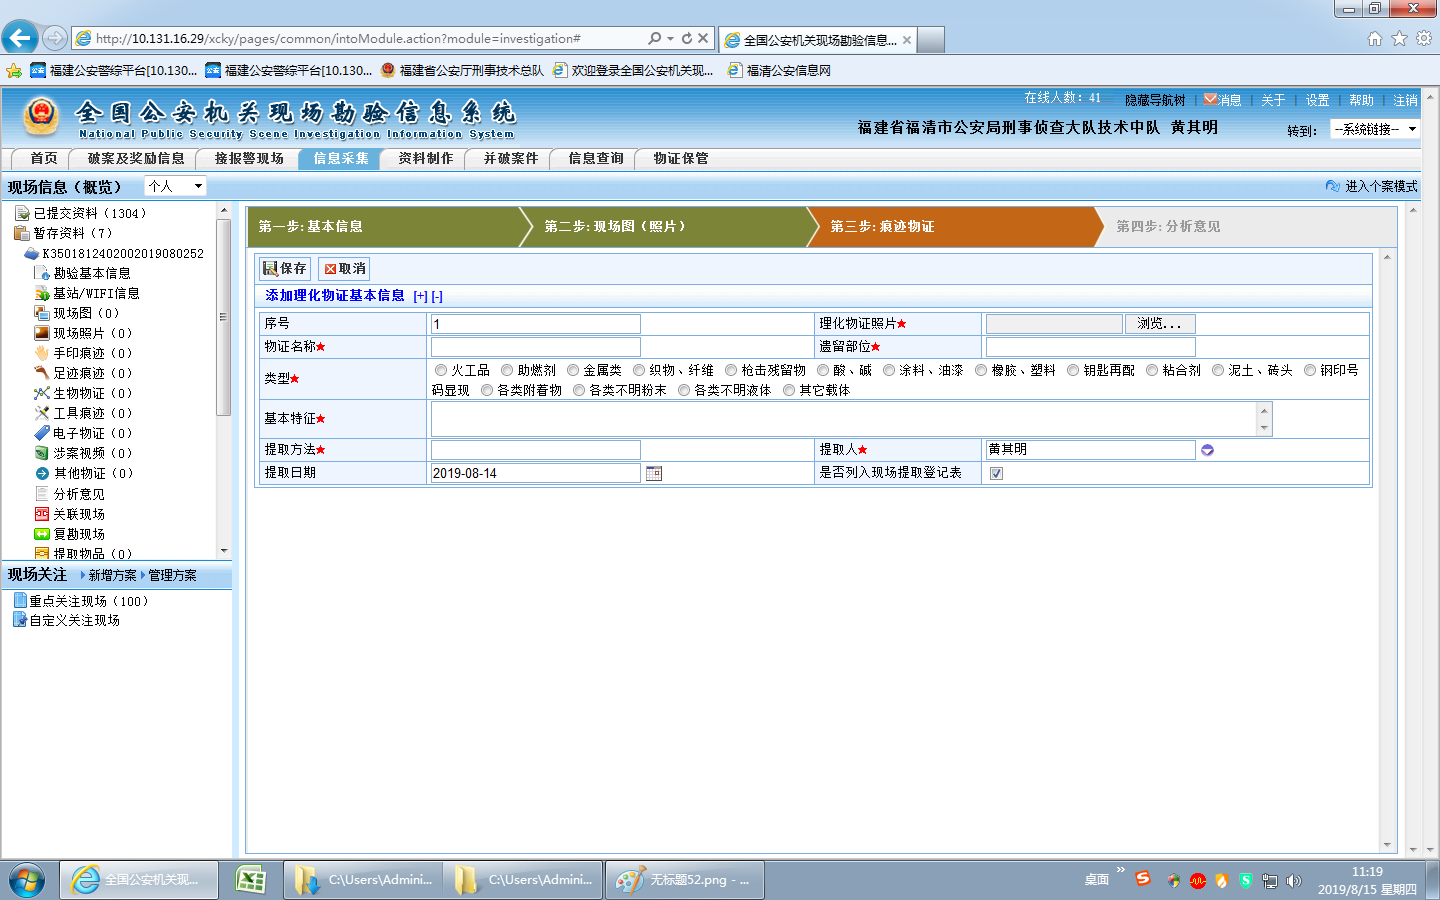 http://10.131.16.29/xcky/pages/common/intoModule.action?module=investigation#
全国公安机关现场勘验信息...
福建公安警综平台[10.130... 福建公安警综平台[10.130... 福建省公安厅刑事技术总队 欢迎登录全国公安机关现... 福清公安信息网
全国公安机关现场勘验信息系统
National Public Security Scene Investigation Information System
在线人数: 41 隐藏导航树 消息 关于 设置 帮助 注销
福建省福清市公安局刑事侦查大队技术中队 黄其明 转到: --系统链接--
首页 破案及奖励信息 接报警现场 信息采集 资料制作 并破案件 信息查询 物证保管
现场信息（概览） 个人 进入个案模式
已提交资料（1304）
暂存资料（7）
K3501812402002019080252
勘验基本信息
基站/WIFI信息
现场图（0）
现场照片（0）
手印痕迹（0）
足迹痕迹（0）
生物物证（0）
工具痕迹（0）
电子物证（0）
涉案视频（0）
其他物证（0）
分析意见
关联现场
复勘现场
提取物品（0）
现场关注 新增方案 管理方案
重点关注现场（100）
自定义关注现场
第一步: 基本信息 第二步: 现场图（照片） 第三步: 痕迹物证 第四步: 分析意见
保存 取消
添加理化物证基本信息 [+] [-]
序号 1 理化物证照片★ 浏览...
物证名称★ 遗留部位★
类型★ 火工品 助燃剂 金属类 织物、纤维 枪击残留物 酸、碱 涂料、油漆 橡胶、塑料 钥匙再配 粘合剂 泥土、砖头 钢印号
码显现 各类附着物 各类不明粉末 各类不明液体 其它载体
基本特征★
提取方法★ 提取人★ 黄其明
提取日期 2019-08-14 是否列入现场提取登记表
全国公安机关现... C:\Users\Admini... C:\Users\Admini... 无标题52.png - ...
桌面 » 11:19
2019/8/15 星期四